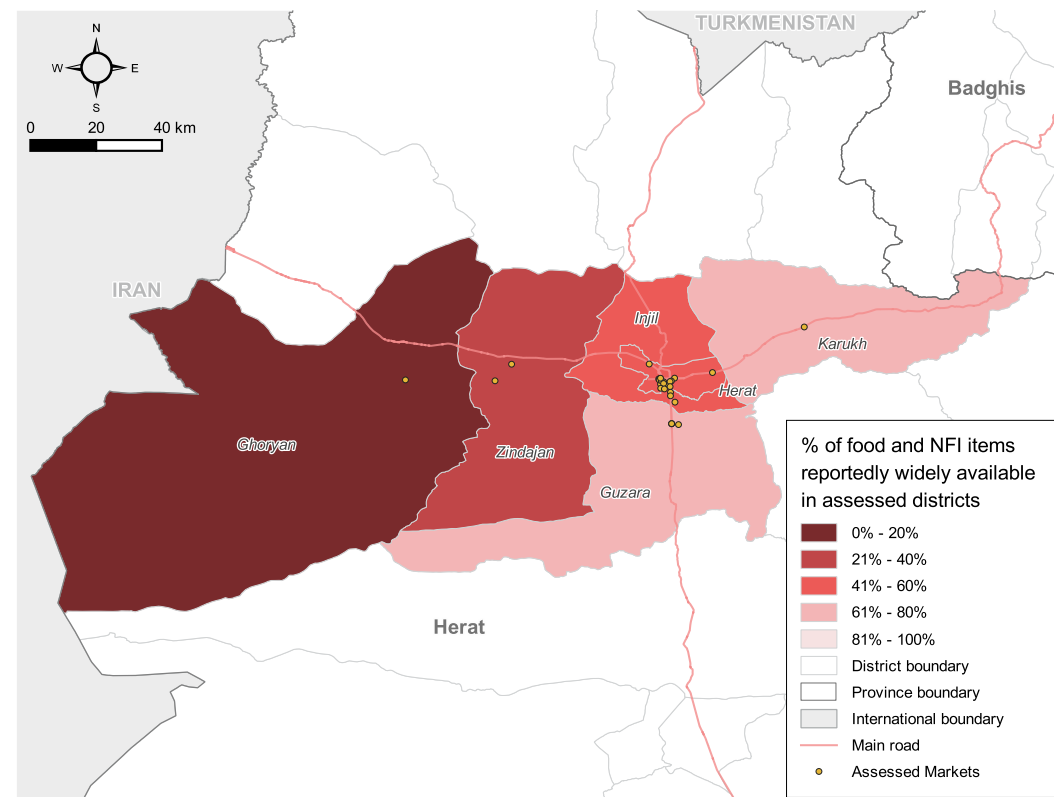 TURKMENISTAN
N
W E
S
Badghis
0 20 40 km
IRAN
Injil
Karukh
Herat
Ghoryan
Zindajan
Guzara
Herat
% of food and NFI items
reportedly widely available
in assessed districts
0% - 20%
21% - 40%
41% - 60%
61% - 80%
81% - 100%
District boundary
Province boundary
International boundary
Main road
Assessed Markets